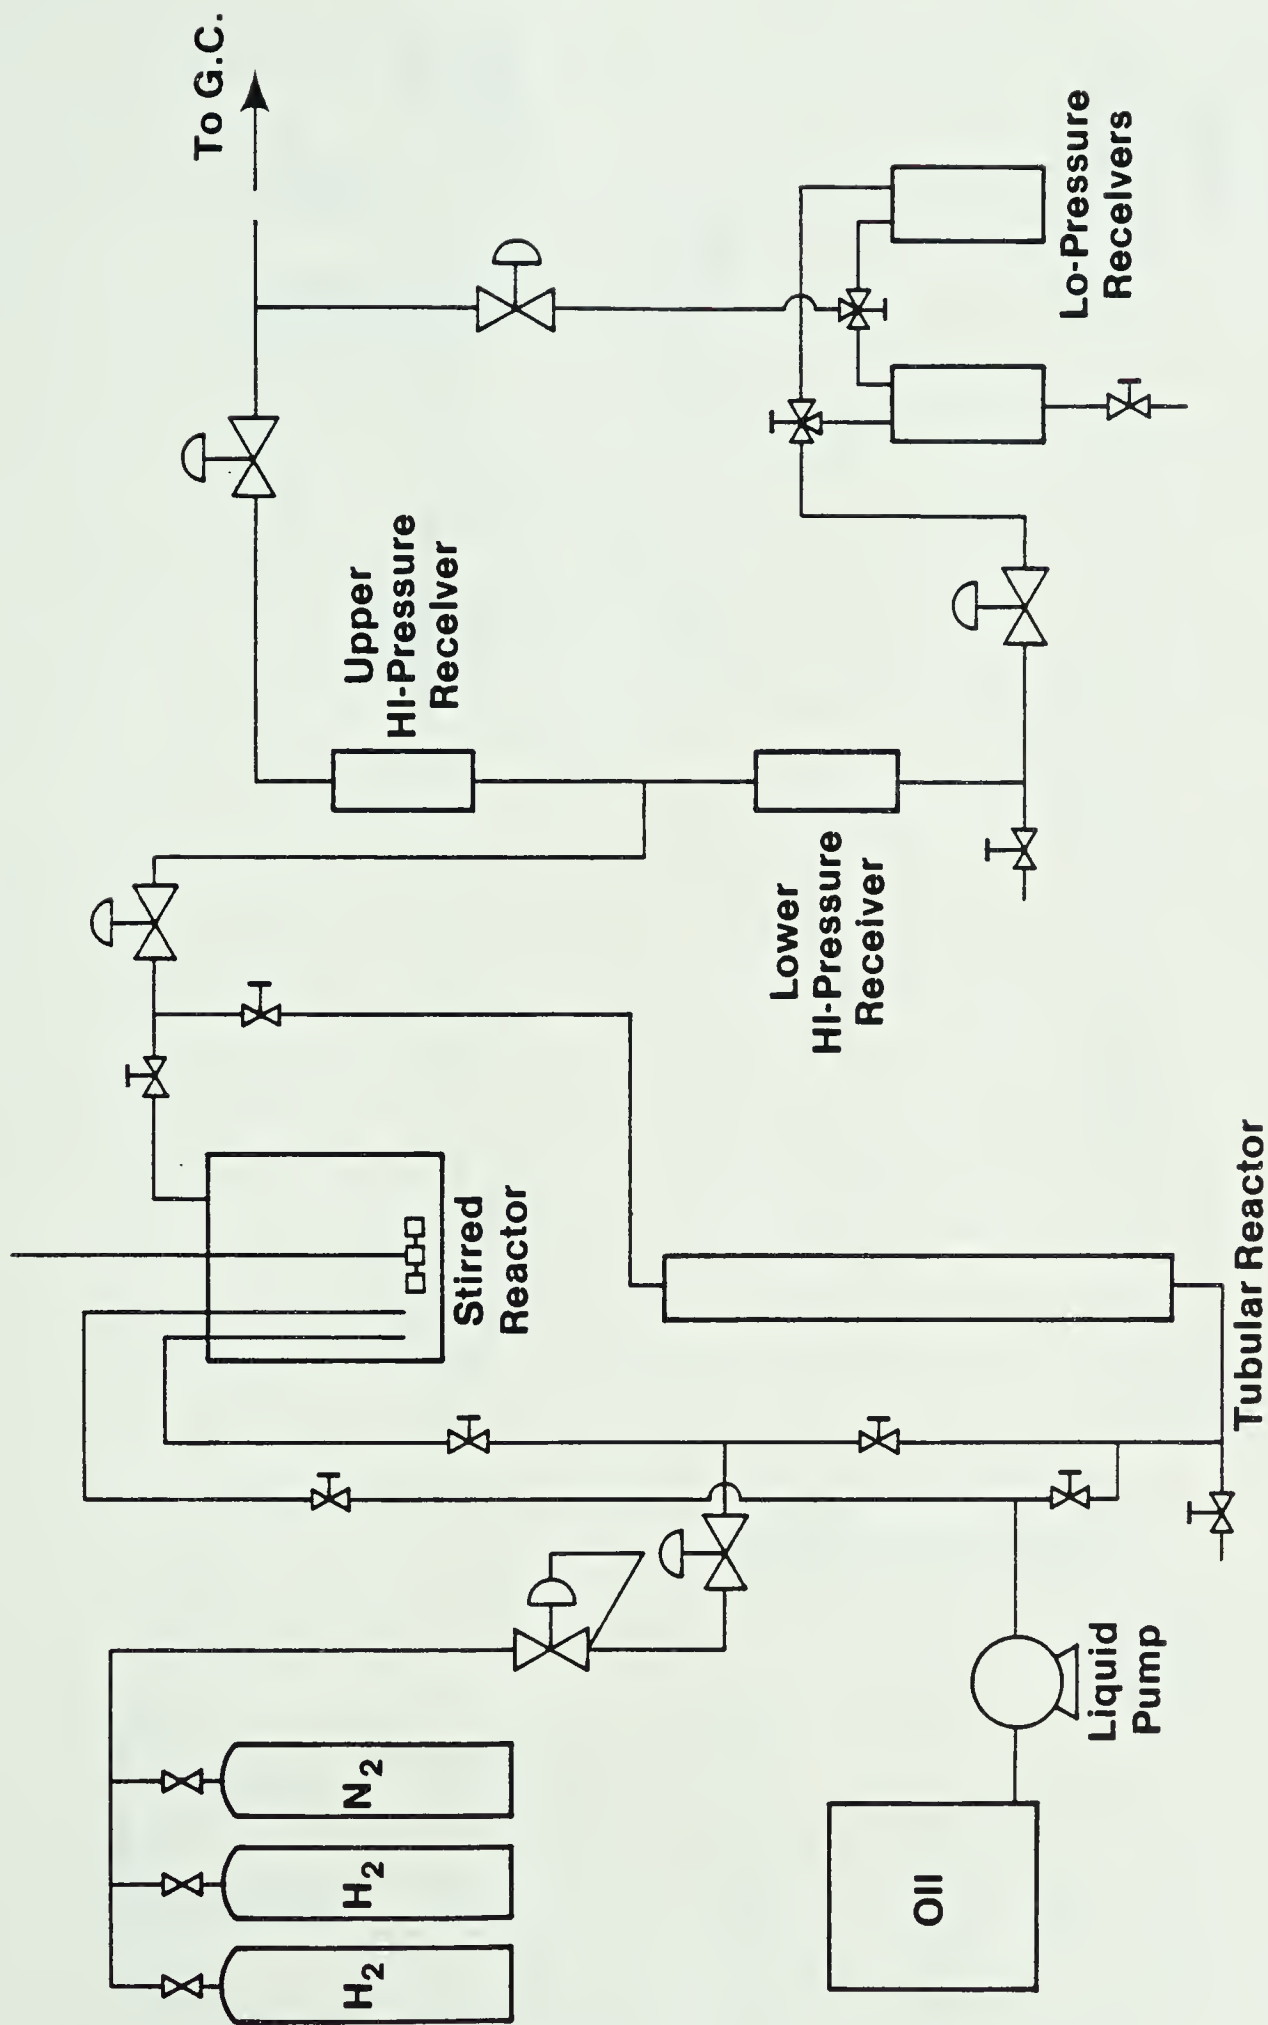 To G.C.
Upper
HI-Pressure
Receiver
Lo-Pressure
Receivers
Lower
HI-Pressure
Receiver
Stirred
Reactor
Tubular Reactor
H2
H2
N2
Oil
Liquid
Pump